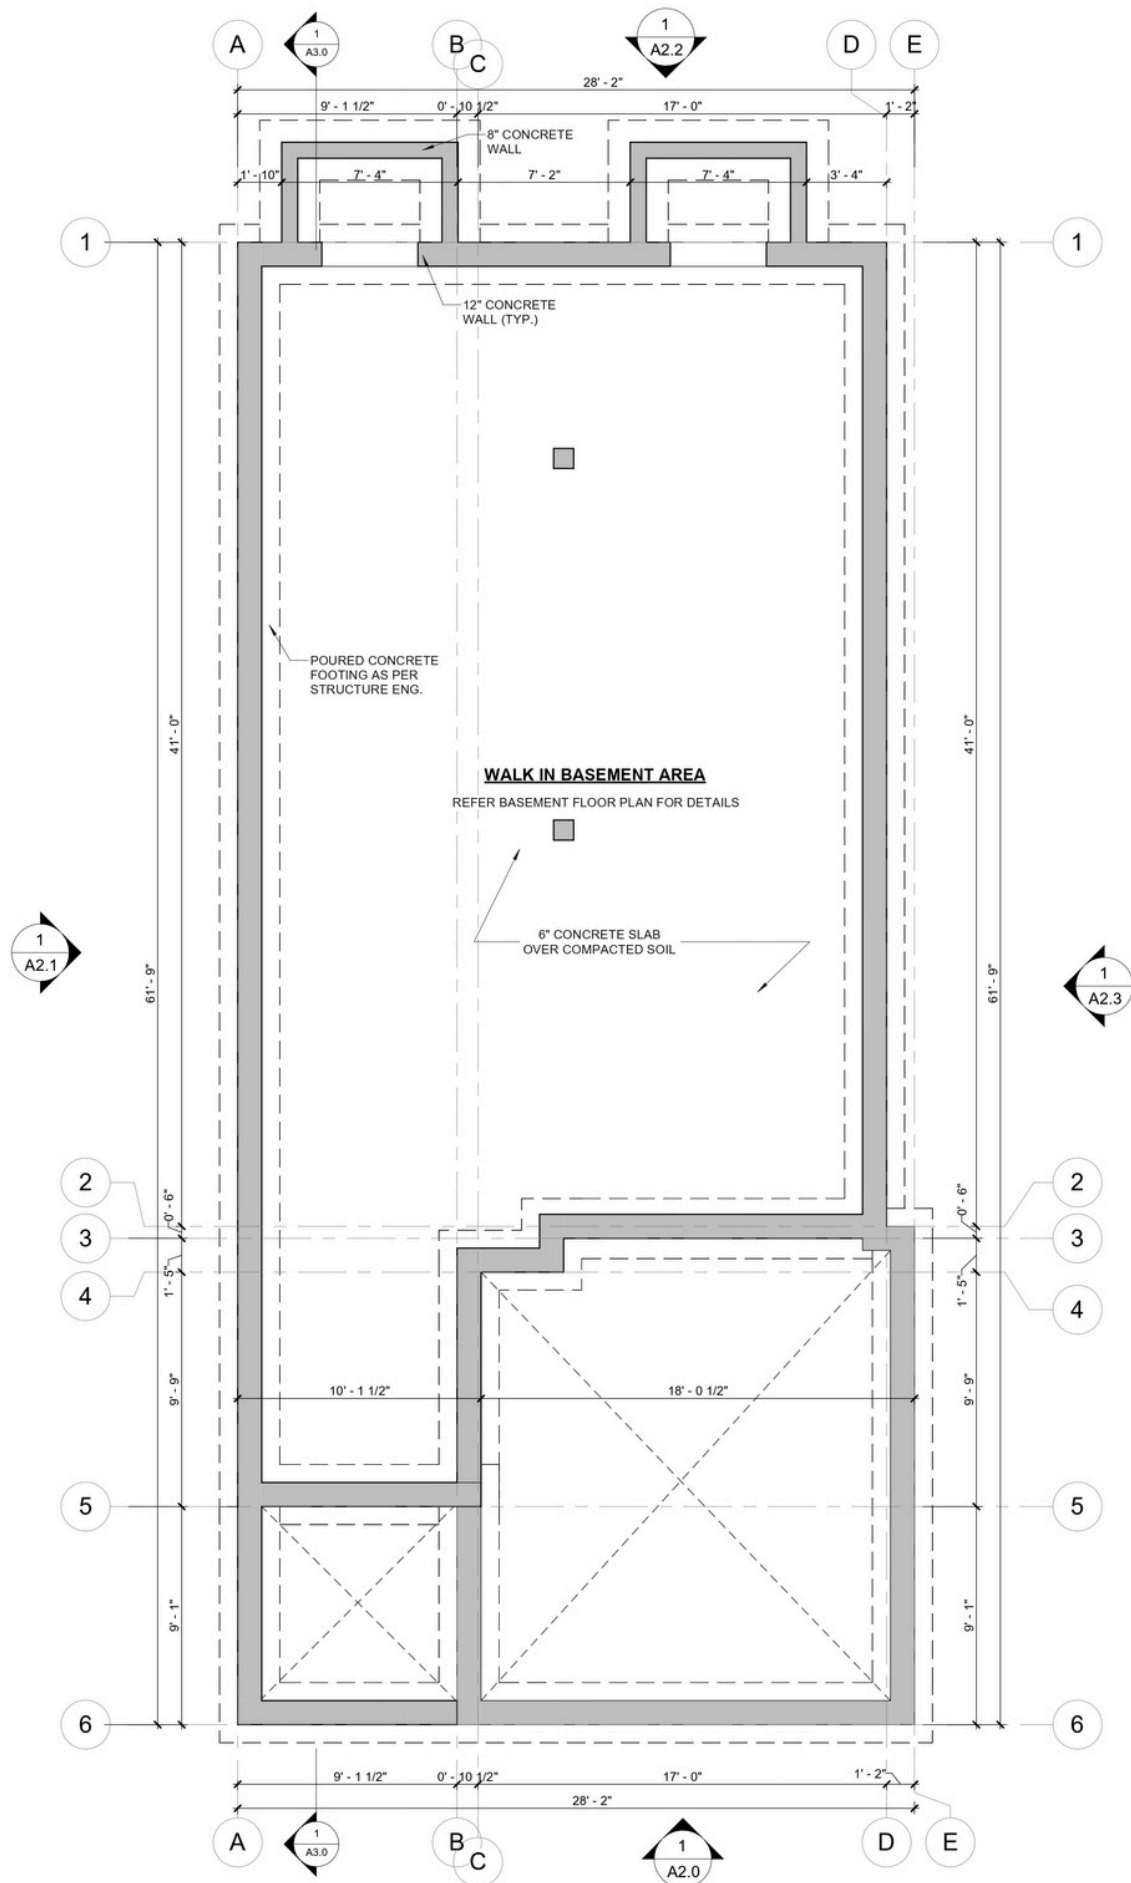 A
1
A3.0
B
C
1
A2.2
D
E
28' - 2"
9' - 1 1/2"
0' - 10 1/2"
17' - 0"
1' - 2"
8" CONCRETE
WALL
1' - 10"
7' - 4"
7' - 2"
7' - 4"
3' - 4"
1
1
12" CONCRETE
WALL (TYP.)
POURED CONCRETE
FOOTING AS PER
STRUCTURE ENG.
41' - 0"
41' - 0"
WALK IN BASEMENT AREA
REFER BASEMENT FLOOR PLAN FOR DETAILS
6" CONCRETE SLAB
OVER COMPACTED SOIL
1
A2.1
61' - 9"
61' - 9"
1
A2.3
2
0' - 6"
0' - 6"
2
3
3
4
1' - 5"
1' - 5"
4
10' - 1 1/2"
18' - 0 1/2"
9' - 9"
9' - 9"
5
5
9' - 1"
9' - 1"
6
6
9' - 1 1/2"
0' - 10 1/2"
17' - 0"
1' - 2"
28' - 2"
A
1
A3.0
B
C
1
A2.0
D
E